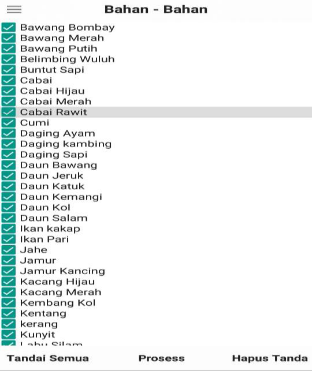 Bahan - Bahan
Bawang Bombay
Bawang Merah
Bawang Putih
Belimbing Wuluh
Buntut Sapi
Cabai
Cabai Hijau
Cabai Merah
Cabai Rawit
Cumi
Daging Ayam
Daging kambing
Daging Sapi
Daun Bawang
Daun Jeruk
Daun Katuk
Daun Kemangi
Daun Kol
Daun Salam
Ikan kakap
Ikan Pari
Jahe
Jamur
Jamur Kancing
Kacang Hijau
Kacang Merah
Kembang Kol
Kentang
kerang
Kunyit
Labu Silam
Tandai Semua Prosess Hapus Tanda